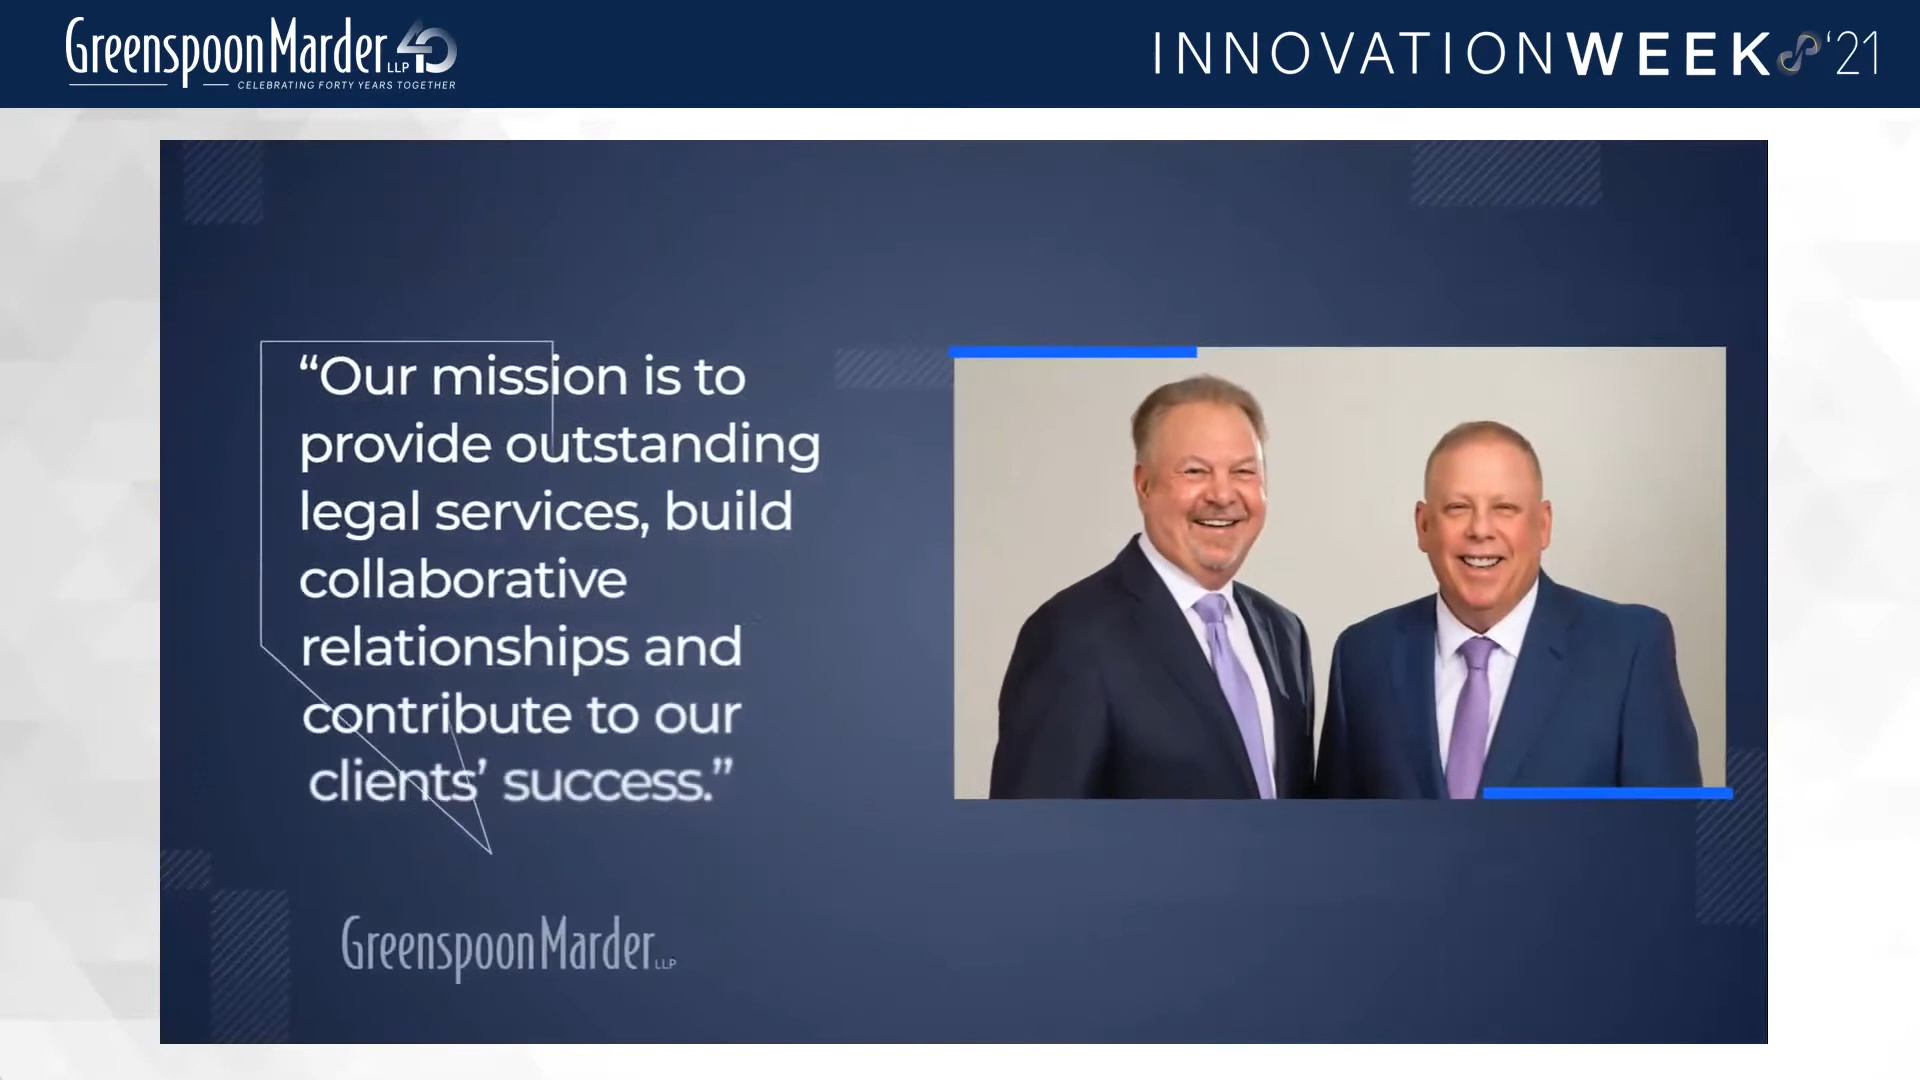 GreenspoonMarder LLP 40
CELEBRATING FORTY YEARS TOGETHER
INNOVATIONWEEK '21
“Our mission is to
provide outstanding
legal services, build
collaborative
relationships and
contribute to our
clients’ success.”
GreenspoonMarder LLP